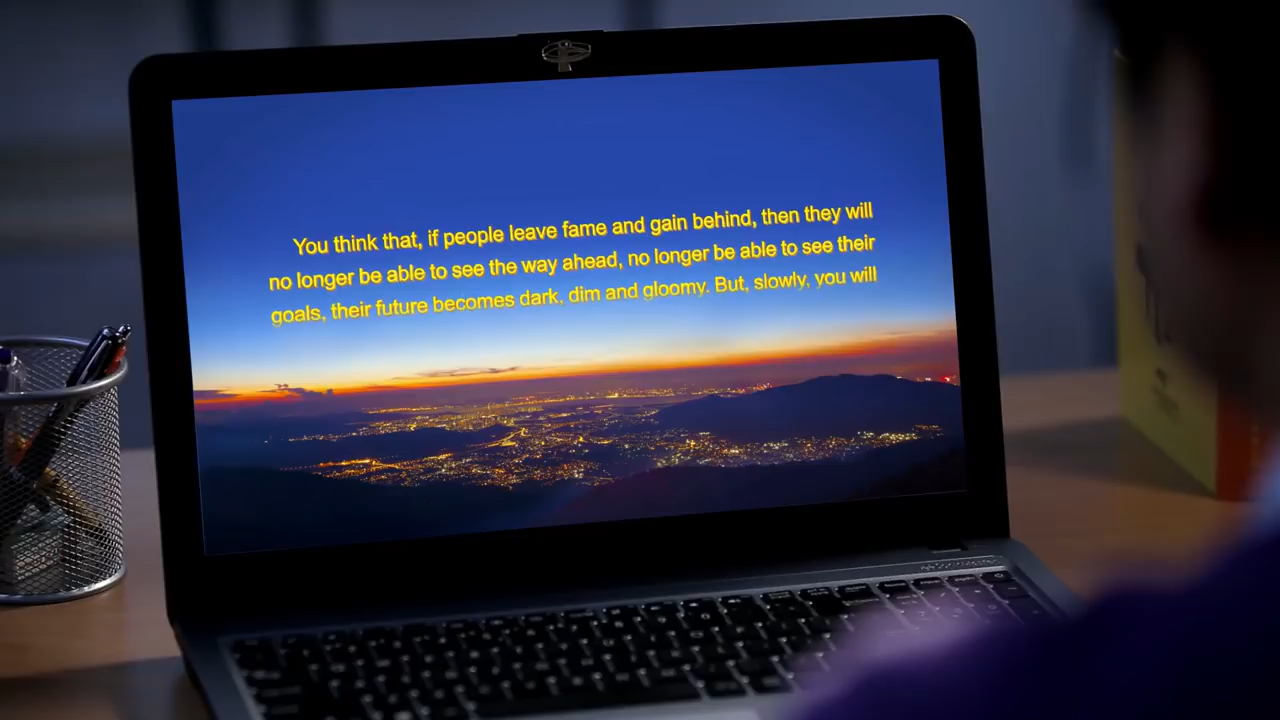 You think that, if people leave fame and gain behind, then they will
no longer be able to see the way ahead, no longer be able to see their
goals, their future becomes dark, dim and gloomy. But, slowly, you will